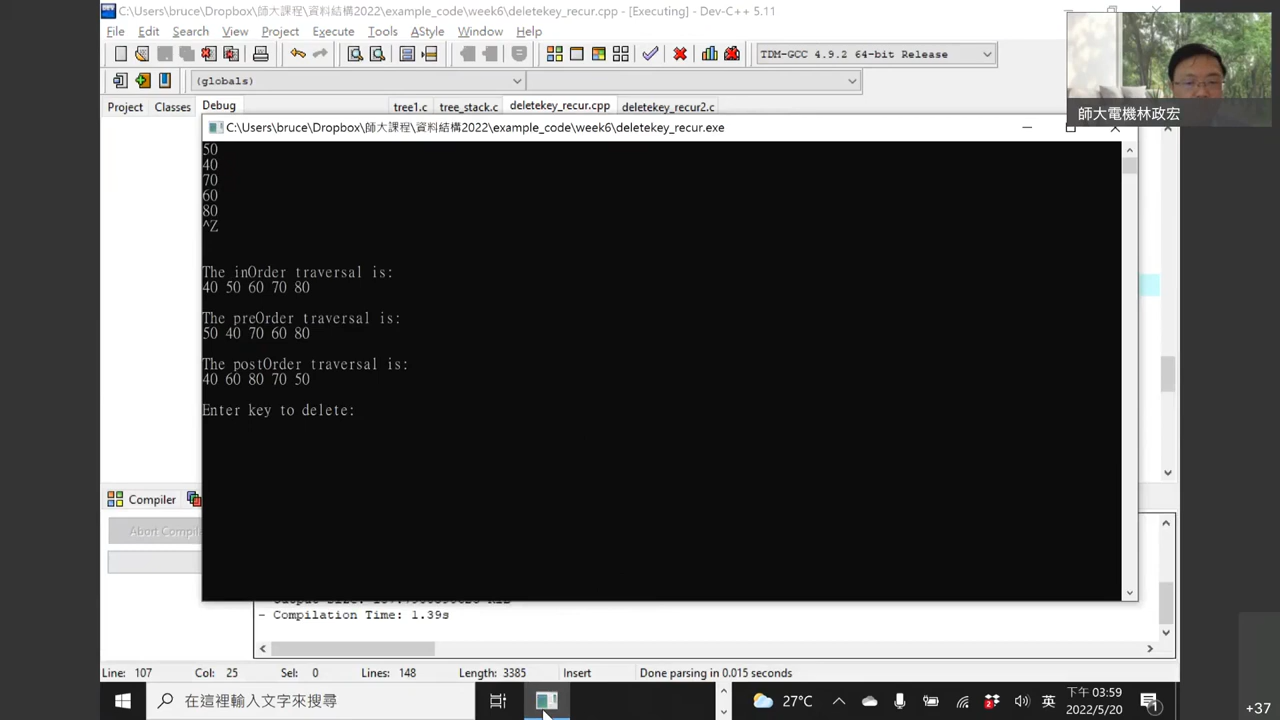 C:\Users\bruce\Dropbox\師大課程\資料結構2022\example_code\week6\deletekey_recur.cpp - [Executing] - Dev-C++ 5.11
File Edit Search View Project Execute Tools AStyle Window Help
TDM-GCC 4.9.2 64-bit Release
(globals)
Project Classes Debug tree1.c tree_stack.c deletekey_recur.cpp deletekey_recur2.c
師大電機林政宏
C:\Users\bruce\Dropbox\師大課程\資料結構2022\example_code\week6\deletekey_recur.exe
50
40
70
60
80
^Z
The inOrder traversal is:
40 50 60 70 80
The preOrder traversal is:
50 40 70 60 80
The postOrder traversal is:
40 60 80 70 50
Enter key to delete:
Compiler
Abort Compil
- Compilation Time: 1.39s
Line: 107 Col: 25 Sel: 0 Lines: 148 Length: 3385 Insert Done parsing in 0.015 seconds
在這裡輸入文字來搜尋
27°C 英 下午 03:59
2022/5/20
+37